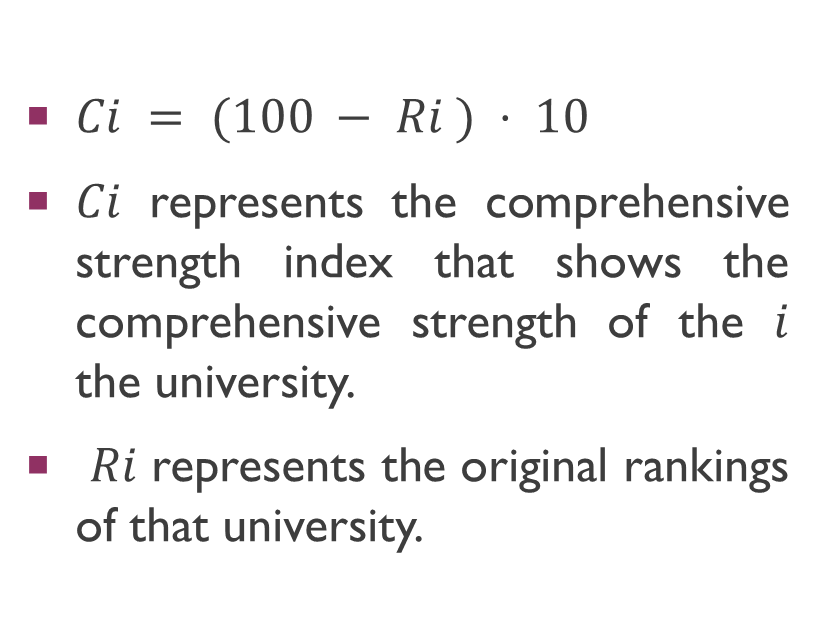 ▪ Ci = (100 − Ri) · 10
▪ Ci represents the comprehensive
strength index that shows the
comprehensive strength of the i
the university.
▪ Ri represents the original rankings
of that university.